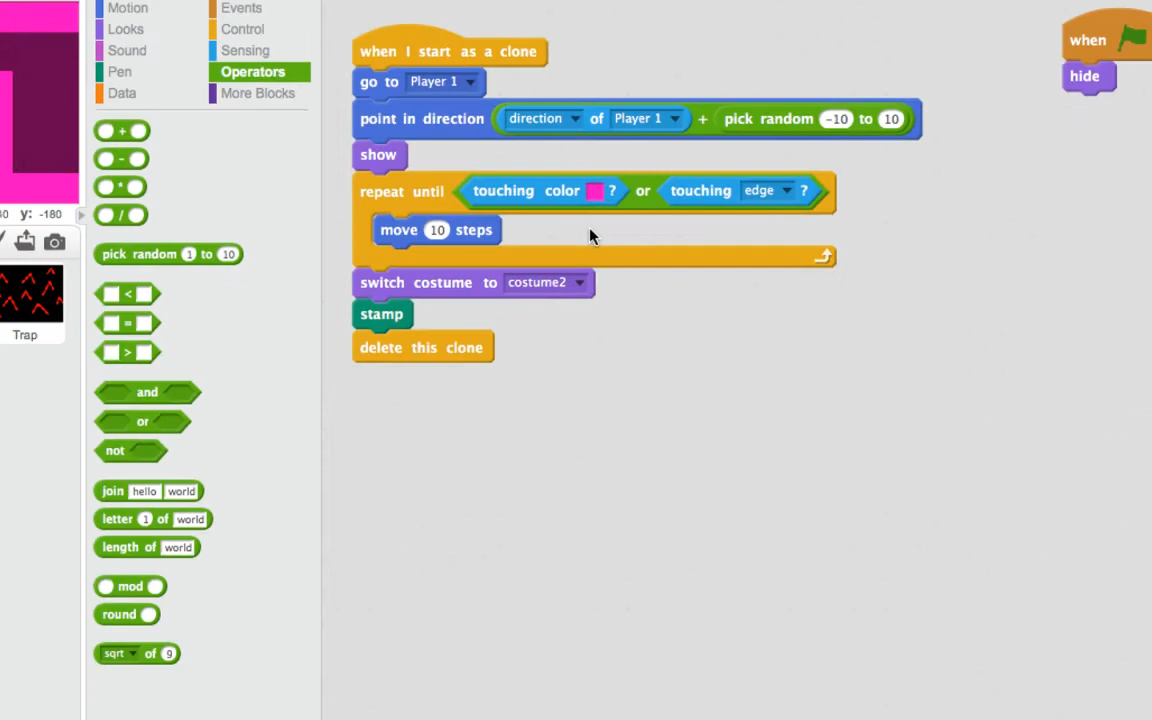 Motion
Looks
Sound
Pen
Data
Events
Control
Sensing
Operators
More Blocks
+
-
*
/
pick random 1 to 10
<
=
>
and
or
not
join hello world
letter 1 of world
length of world
mod
round
sqrt of 9
y: -180
Trap
when I start as a clone
go to Player 1
point in direction direction of Player 1 + pick random -10 to 10
show
repeat until touching color ? or touching edge ?
move 10 steps
switch costume to costume2
stamp
delete this clone
when
hide